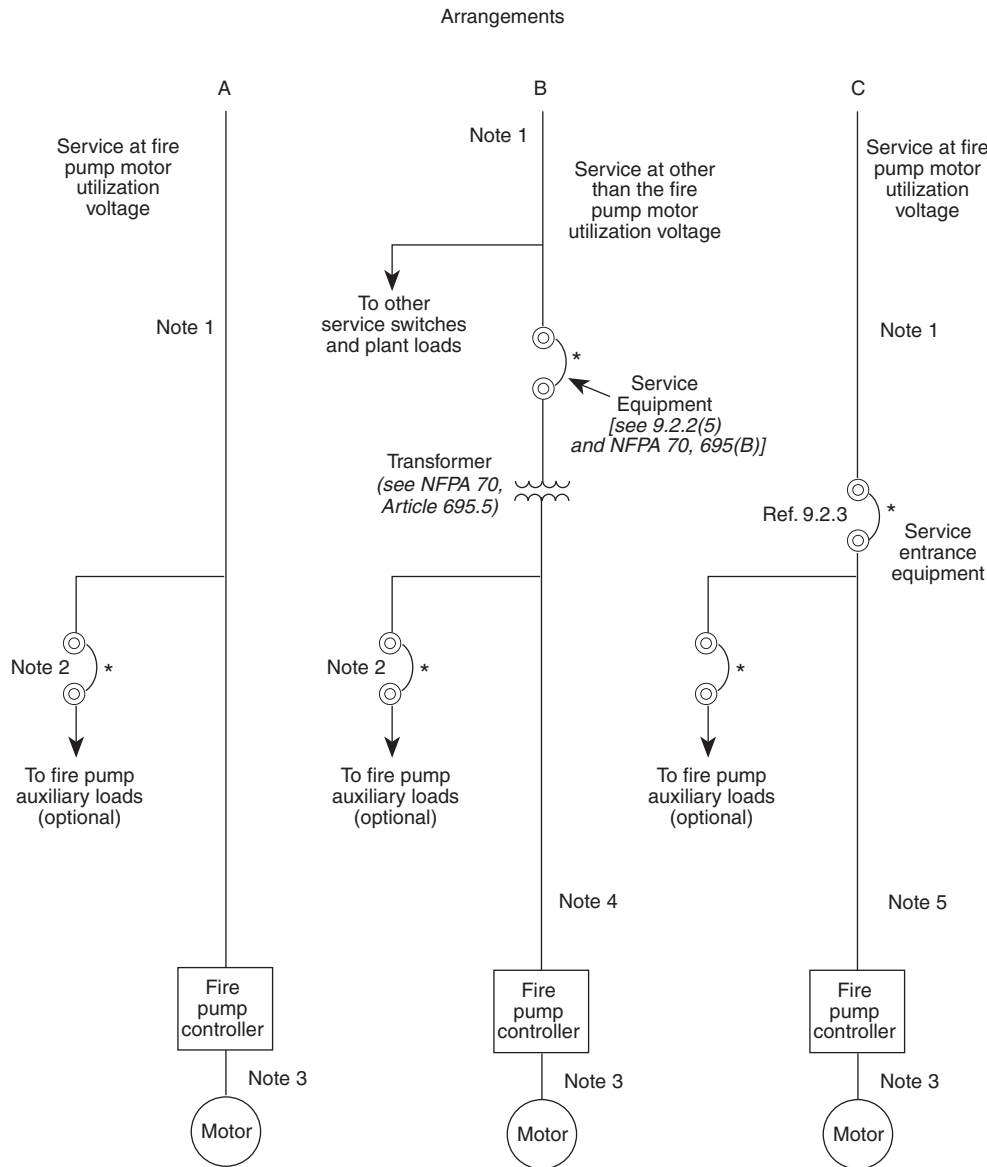 Arrangements
A
Service at fire
pump motor
utilization
voltage
Note 1
Note 2
*
To fire pump
auxiliary loads
(optional)
Fire
pump
controller
Note 3
Motor
B
Note 1
Service at other
than the fire
pump motor
utilization voltage
To other
service switches
and plant loads
*
Service
Equipment
[see 9.2.2(5)
and NFPA 70, 695(B)]
Transformer
(see NFPA 70,
Article 695.5)
Note 2
*
To fire pump
auxiliary loads
(optional)
Note 4
Fire
pump
controller
Note 3
Motor
C
Service at fire
pump motor
utilization
voltage
Note 1
Ref. 9.2.3
*
Service
entrance
equipment
*
To fire pump
auxiliary loads
(optional)
Note 5
Fire
pump
controller
Note 3
Motor